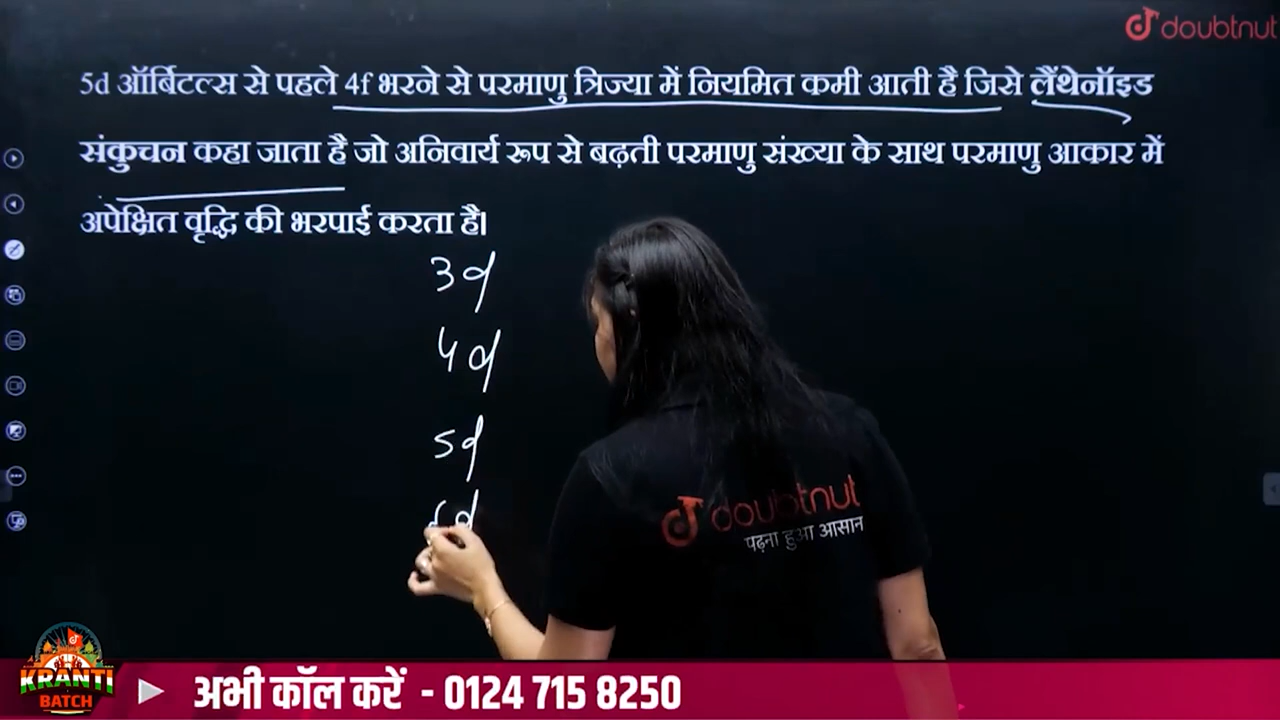 doubtnut
5d ऑर्बिटल्स से पहले 4f भरने से परमाणु त्रिज्या में नियमित कमी आती है जिसे लैंथेनॉइड
संकुचन कहा जाता है जो अनिवार्य रूप से बढ़ती परमाणु संख्या के साथ परमाणु आकार में
अपेक्षित वृद्धि की भरपाई करता है।
3d
4d
5d
6d
doubtnut
पढ़ना हुआ आसान
KRANTI
BATCH
अभी कॉल करें - 0124 715 8250